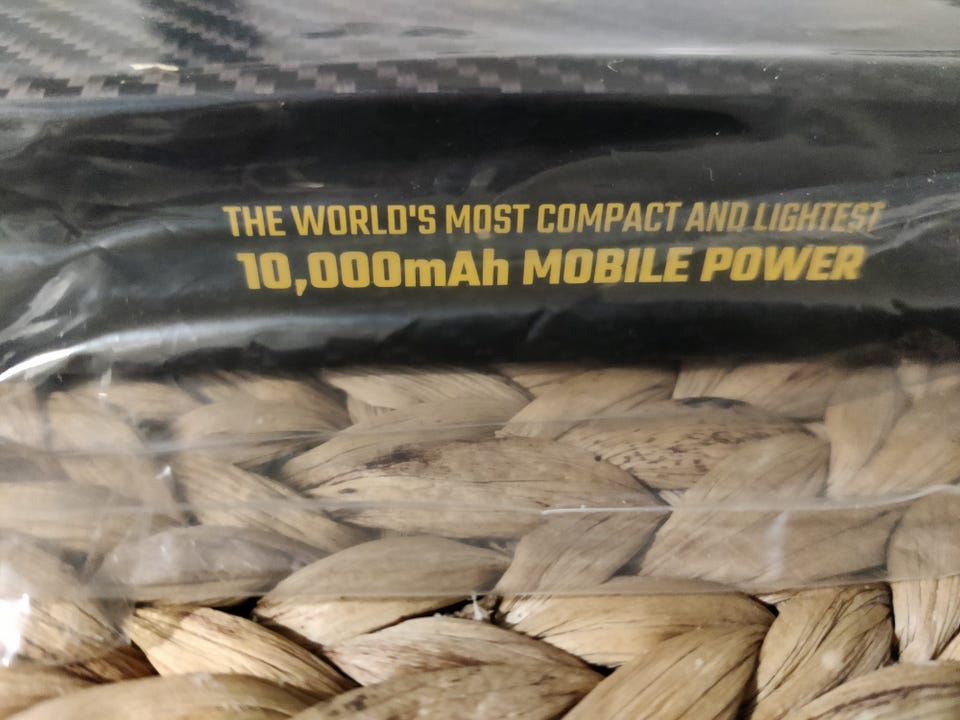 THE WORLD'S MOST COMPACT AND LIGHTEST
10,000mAh MOBILE POWER